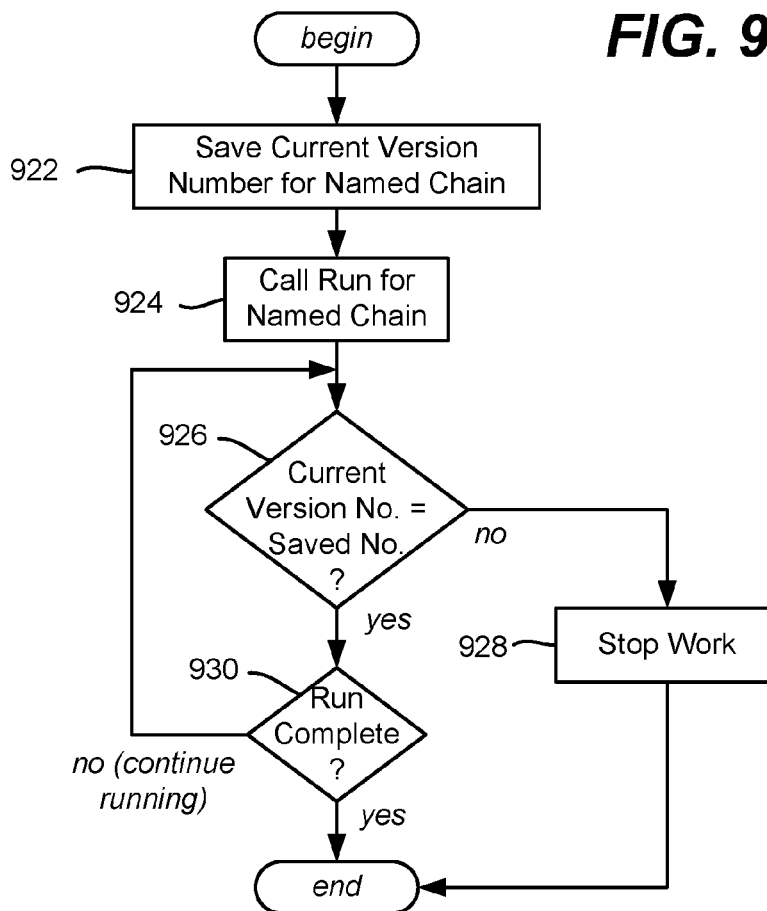 begin
FIG. 9
922
Save Current Version
Number for Named Chain
924
Call Run for
Named Chain
926
Current
Version No. =
Saved No.
?
no
yes
928
Stop Work
930
Run
Complete
?
no (continue
running)
yes
end